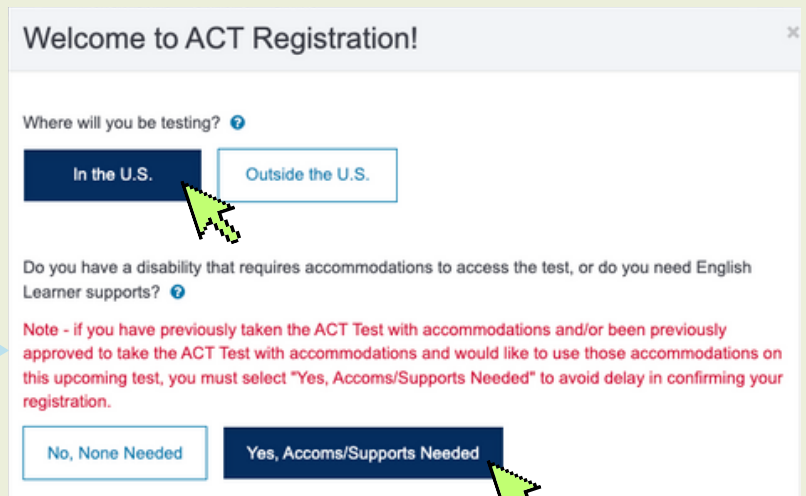 Welcome to ACT Registration!
×
Where will you be testing? ?
In the U.S.
Outside the U.S.
Do you have a disability that requires accommodations to access the test, or do you need English
Learner supports? ?
Note - if you have previously taken the ACT Test with accommodations and/or been previously
approved to take the ACT Test with accommodations and would like to use those accommodations on
this upcoming test, you must select "Yes, Accoms/Supports Needed" to avoid delay in confirming your
registration.
No, None Needed
Yes, Accoms/Supports Needed